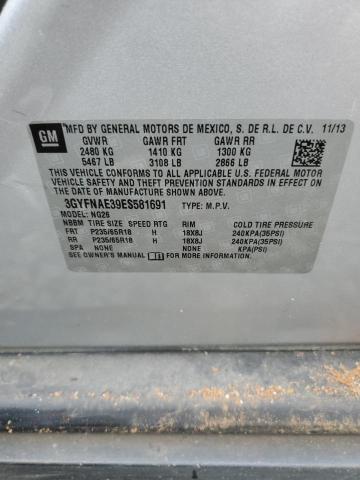 GM
MFD BY GENERAL MOTORS DE MEXICO, S. DE R.L. DE C.V. 11/13
GVWR GAWR FRT GAWR RR
2480 KG 1410 KG 1300 KG
5467 LB 3108 LB 2866 LB
THIS VEHICLE CONFORMS TO ALL APPLICABLE U.S. FEDERAL MOTOR
VEHICLE SAFETY, BUMPER, AND THEFT PREVENTION STANDARDS
IN EFFECT ON THE DATE OF MANUFACTURE SHOWN ABOVE.
3GYFNAE39ES581691 TYPE: M.P.V.
MODEL: NG26
NBBM TIRE SIZE SPEED RTG RIM COLD TIRE PRESSURE
FRT P235/65R18 H 18X8J 240KPA(35PSI)
RR P235/65R18 H 18X8J 240KPA(35PSI)
SPA NONE NONE KPA(PSI)
SEE OWNER'S MANUAL FOR MORE INFORMATION.